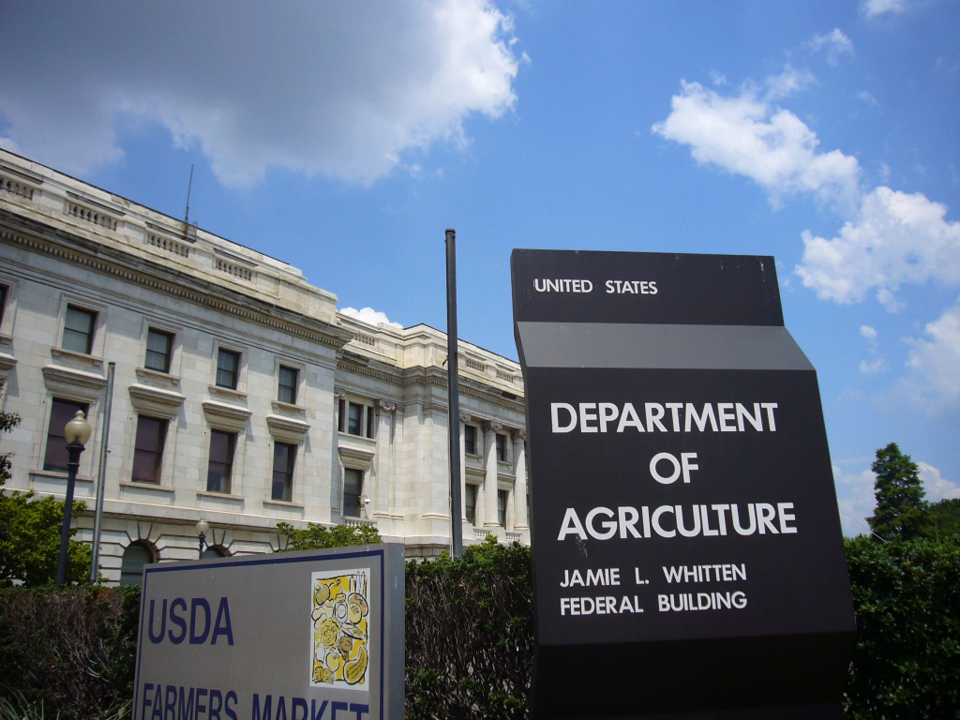 UNITED STATES
DEPARTMENT
OF
AGRICULTURE
JAMIE L. WHITTEN
FEDERAL BUILDING
USDA
FARMERS MARKET